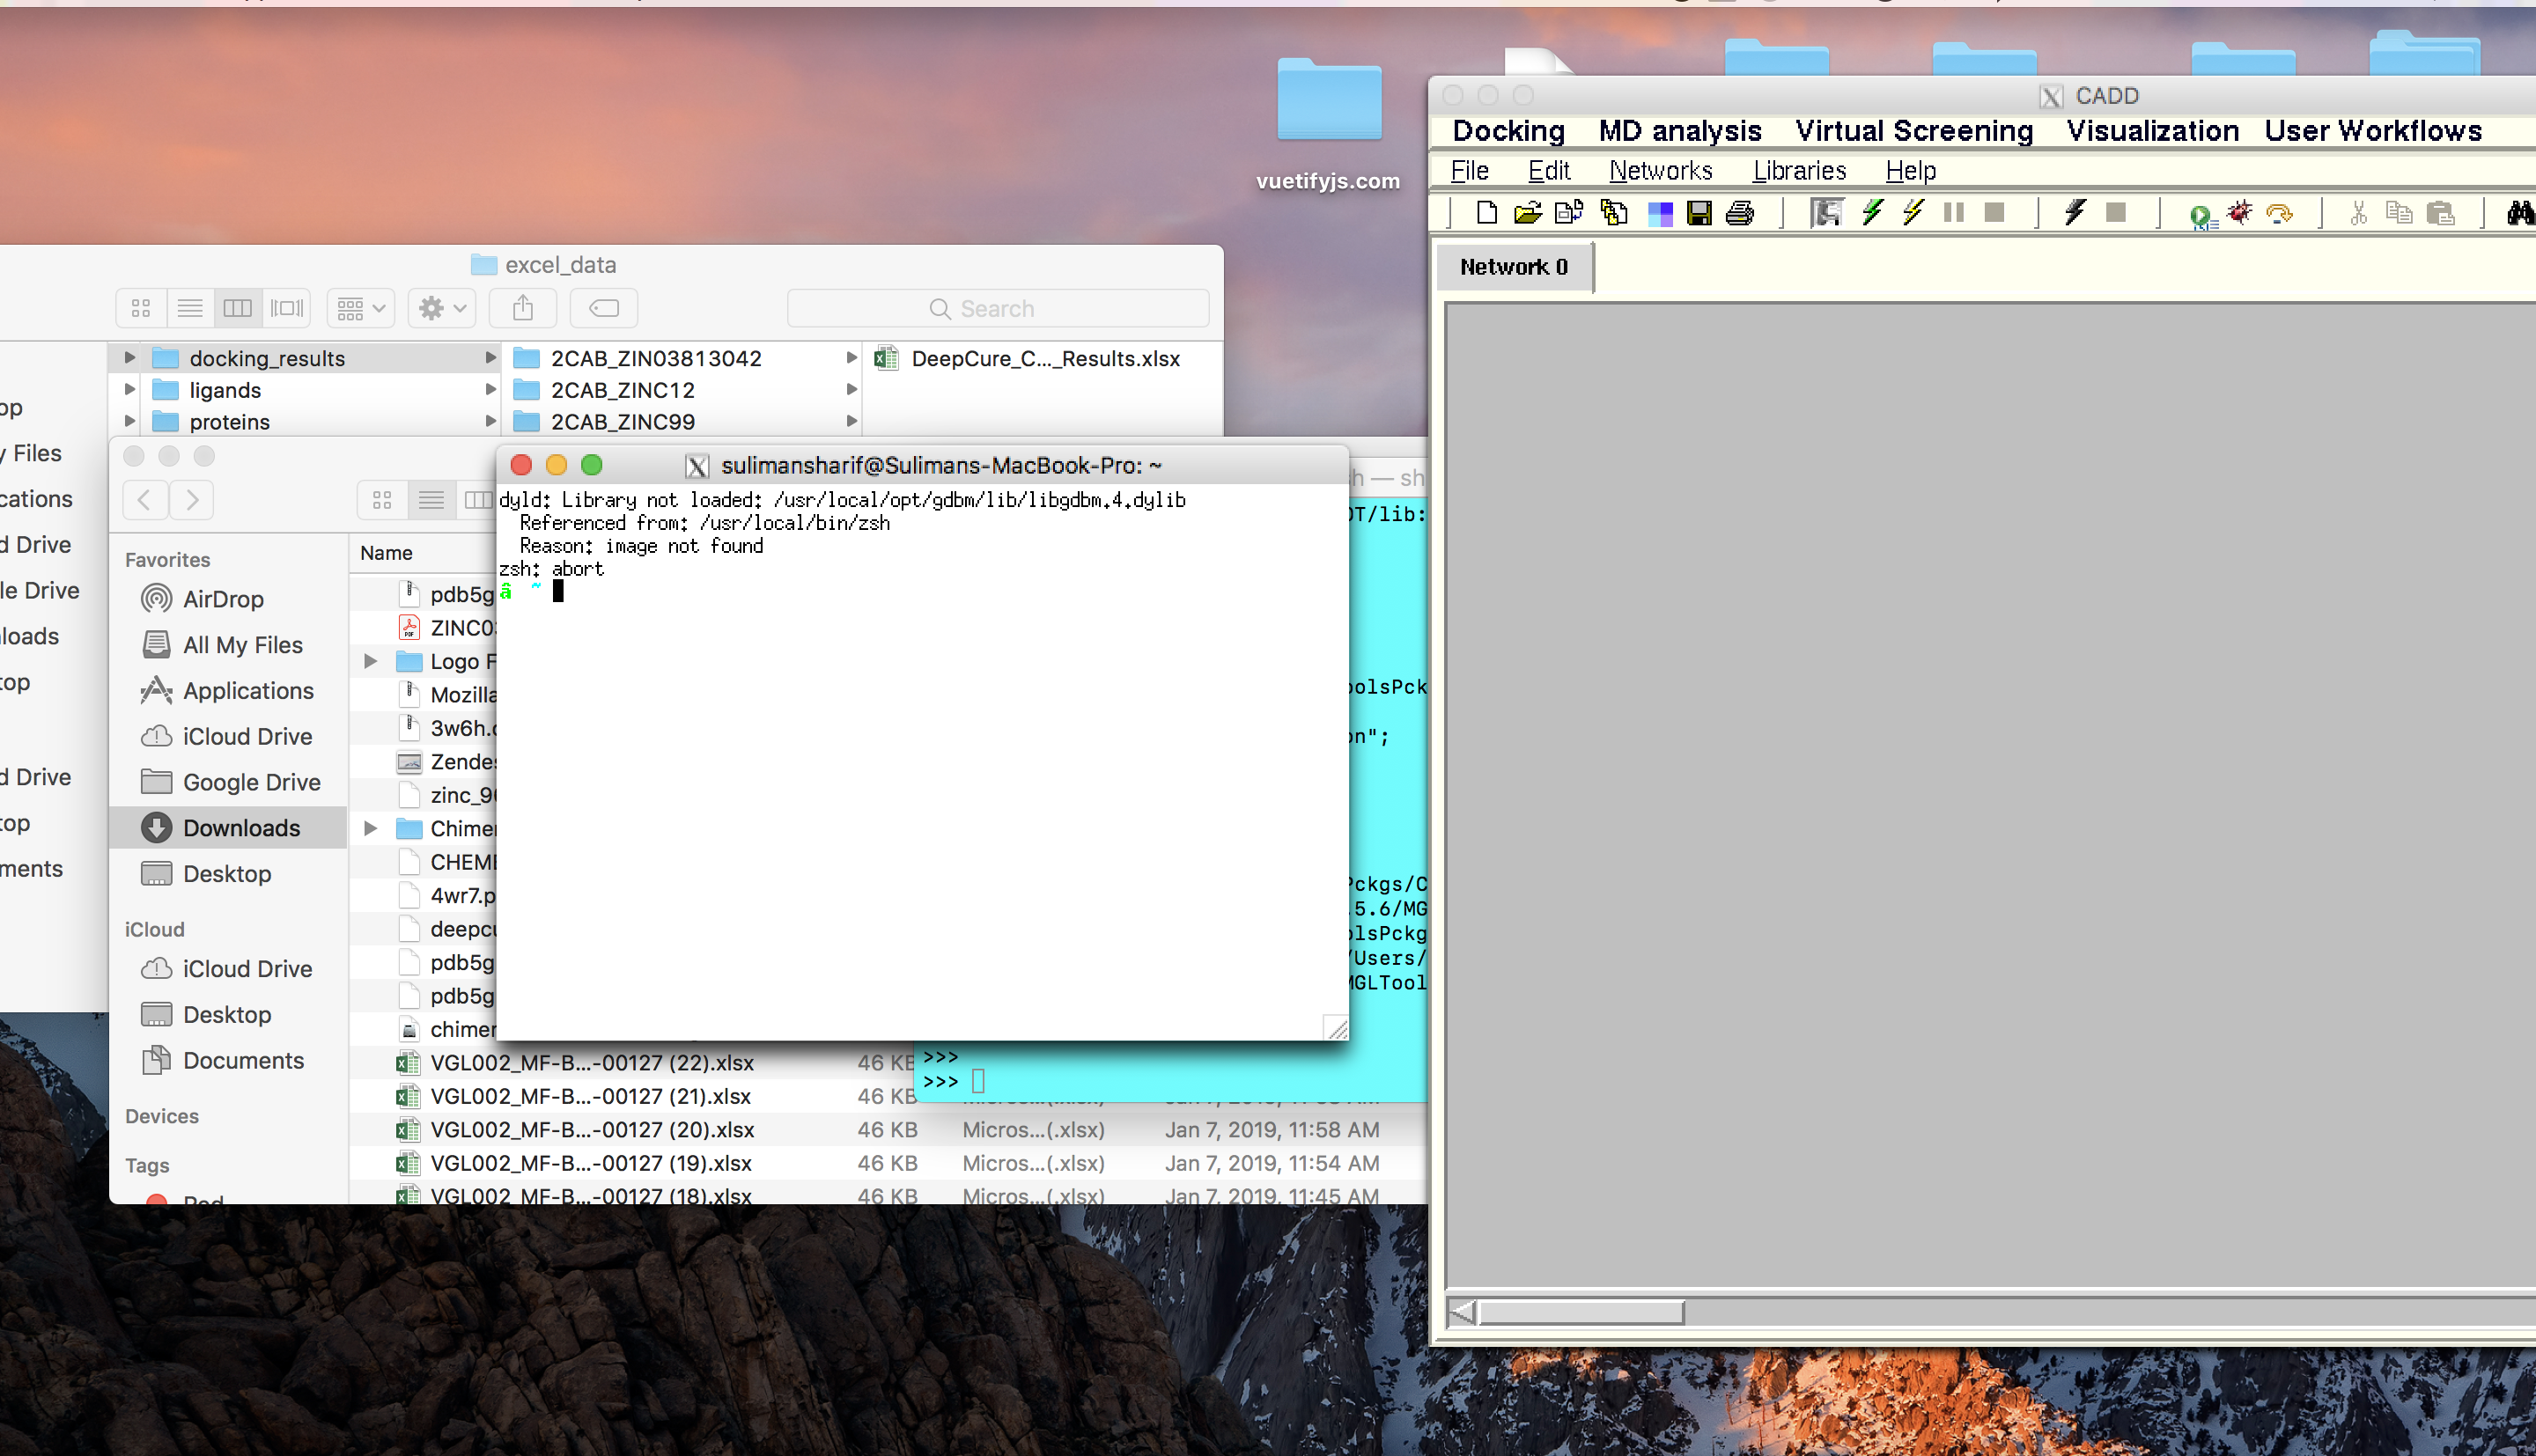 vuetifyjs.com
CADD
Docking MD analysis Virtual Screening Visualization User Workflows
File Edit Networks Libraries Help
Network 0
excel_data
Search
docking_results
ligands
proteins
2CAB_ZIN03813042
2CAB_ZINC12
2CAB_ZINC99
DeepCure_C..._Results.xlsx
op
y Files
cations
d Drive
le Drive
loads
top
d Drive
top
ments
sulimansharif@Sulimans-MacBook-Pro: ~
dyld: Library not loaded: /usr/local/opt/gdbm/lib/libgdbm.4.dylib
Referenced from: /usr/local/bin/zsh
Reason: image not found
zsh: abort
â ~
Favorites
AirDrop
All My Files
Applications
iCloud Drive
Google Drive
Downloads
Desktop
iCloud
iCloud Drive
Desktop
Documents
Devices
Tags
Name
pdb5g
ZINC03
Logo F
Mozilla
3w6h.c
Zendes
zinc_96
Chimer
CHEMB
4wr7.p
deepcu
pdb5g
pdb5g
chimer
VGL002_MF-B...-00127 (22).xlsx 46 KB
VGL002_MF-B...-00127 (21).xlsx 46 KB
VGL002_MF-B...-00127 (20).xlsx 46 KB Micros...(.xlsx) Jan 7, 2019, 11:58 AM
VGL002_MF-B...-00127 (19).xlsx 46 KB Micros...(.xlsx) Jan 7, 2019, 11:54 AM
VGL002_MF-B...-00127 (18).xlsx 46 KB Micros...(.xlsx) Jan 7, 2019, 11:45 AM
h — sh
OT/lib:
oolsPck
on";
Pckgs/C
.5.6/MG
olsPckg
/Users/
MGLTool
>>>
>>>